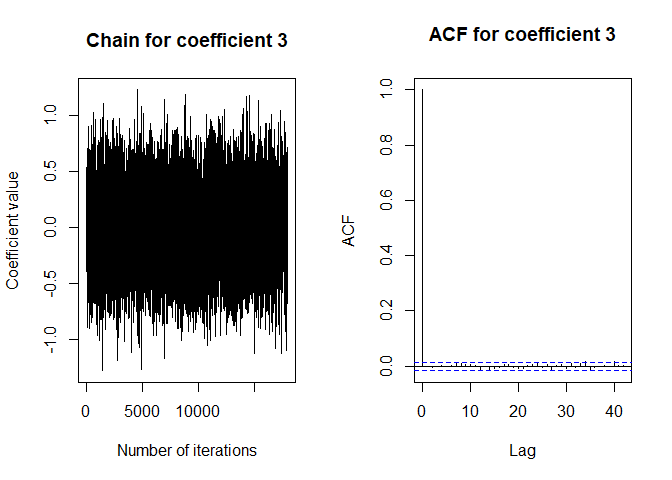 Chain for coefficient 3
Coefficient value
1.0
0.5
0.0
-0.5
-1.0
0 5000 10000
Number of iterations
ACF for coefficient 3
ACF
1.0
0.8
0.6
0.4
0.2
0.0
0 10 20 30 40
Lag